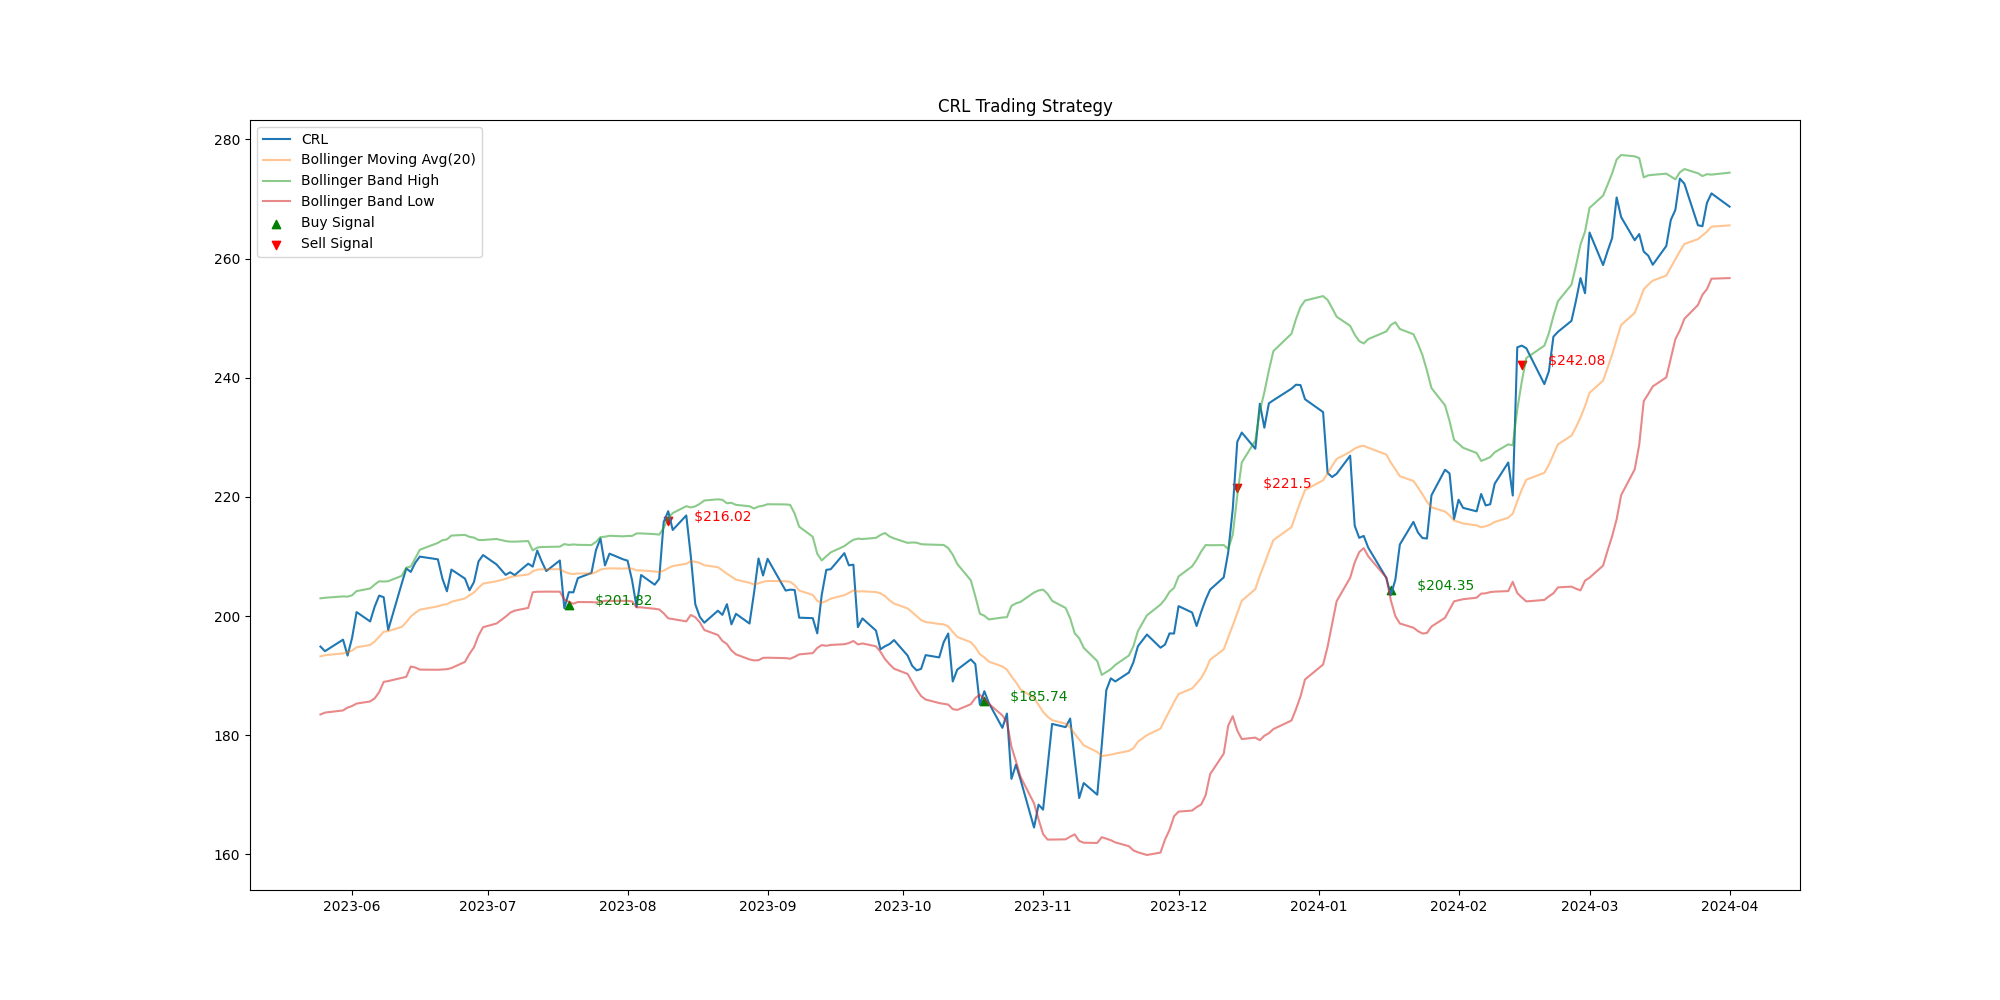 CRL Trading Strategy
280
260
240
220
200
180
160
CRL
Bollinger Moving Avg(20)
Bollinger Band High
Bollinger Band Low
Buy Signal
Sell Signal
$201.82
$216.02
$185.74
$221.5
$204.35
$242.08
2023-06 2023-07 2023-08 2023-09 2023-10 2023-11 2023-12 2024-01 2024-02 2024-03 2024-04